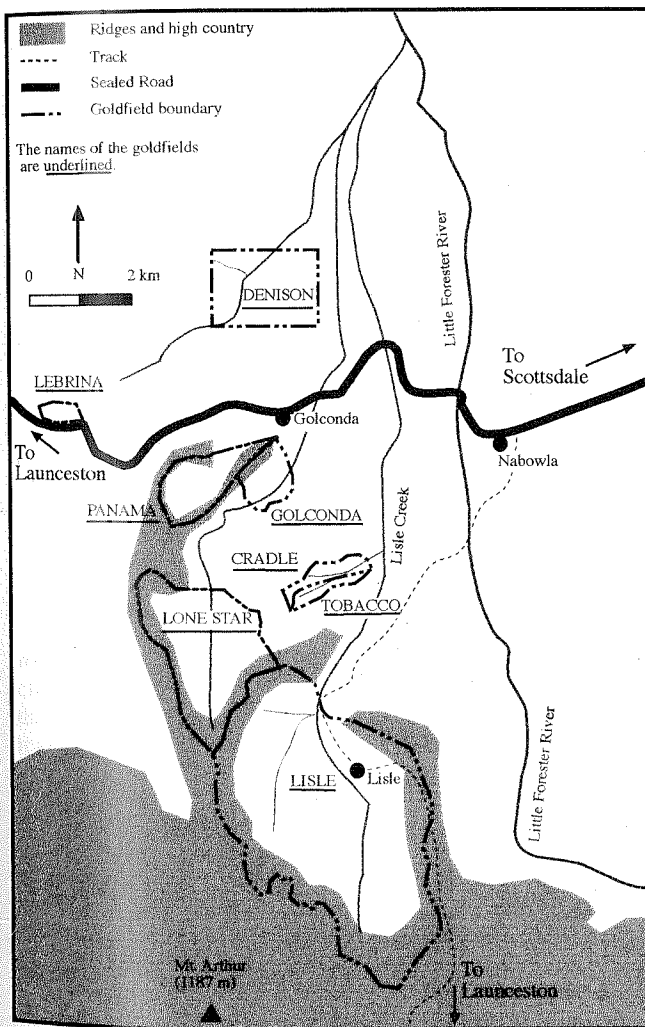 Ridges and high country
Track
Sealed Road
Goldfield boundary
The names of the goldfields
are underlined.
0 N 2 km
DENISON
Little Forester River
To
Scottsdale
LEBRINA
Golconda
To
Launceston
Nabowla
PANAMA
GOLCONDA
Lisle Creek
CRADLE
TOBACCO
LONE STAR
LISLE
Lisle
Little Forester River
Mt. Arthur
(1187 m)
To
Launceston